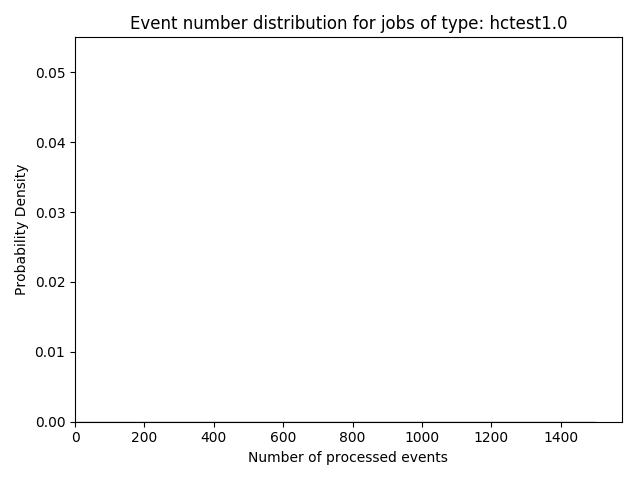 Event number distribution for jobs of type: hctest1.0
0.05
0.04
0.03
0.02
0.01
0.00
Probability Density
0 200 400 600 800 1000 1200 1400
Number of processed events